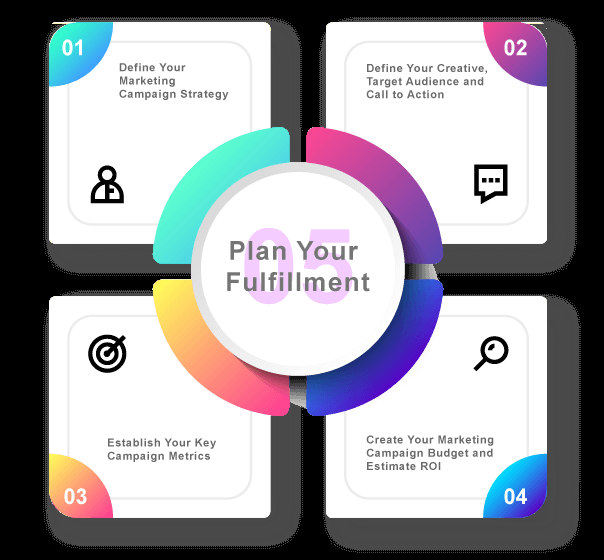 01
Define Your
Marketing
Campaign Strategy
02
Define Your Creative,
Target Audience and
Call to Action
05
Plan Your
Fulfillment
03
Establish Your Key
Campaign Metrics
04
Create Your Marketing
Campaign Budget and
Estimate ROI